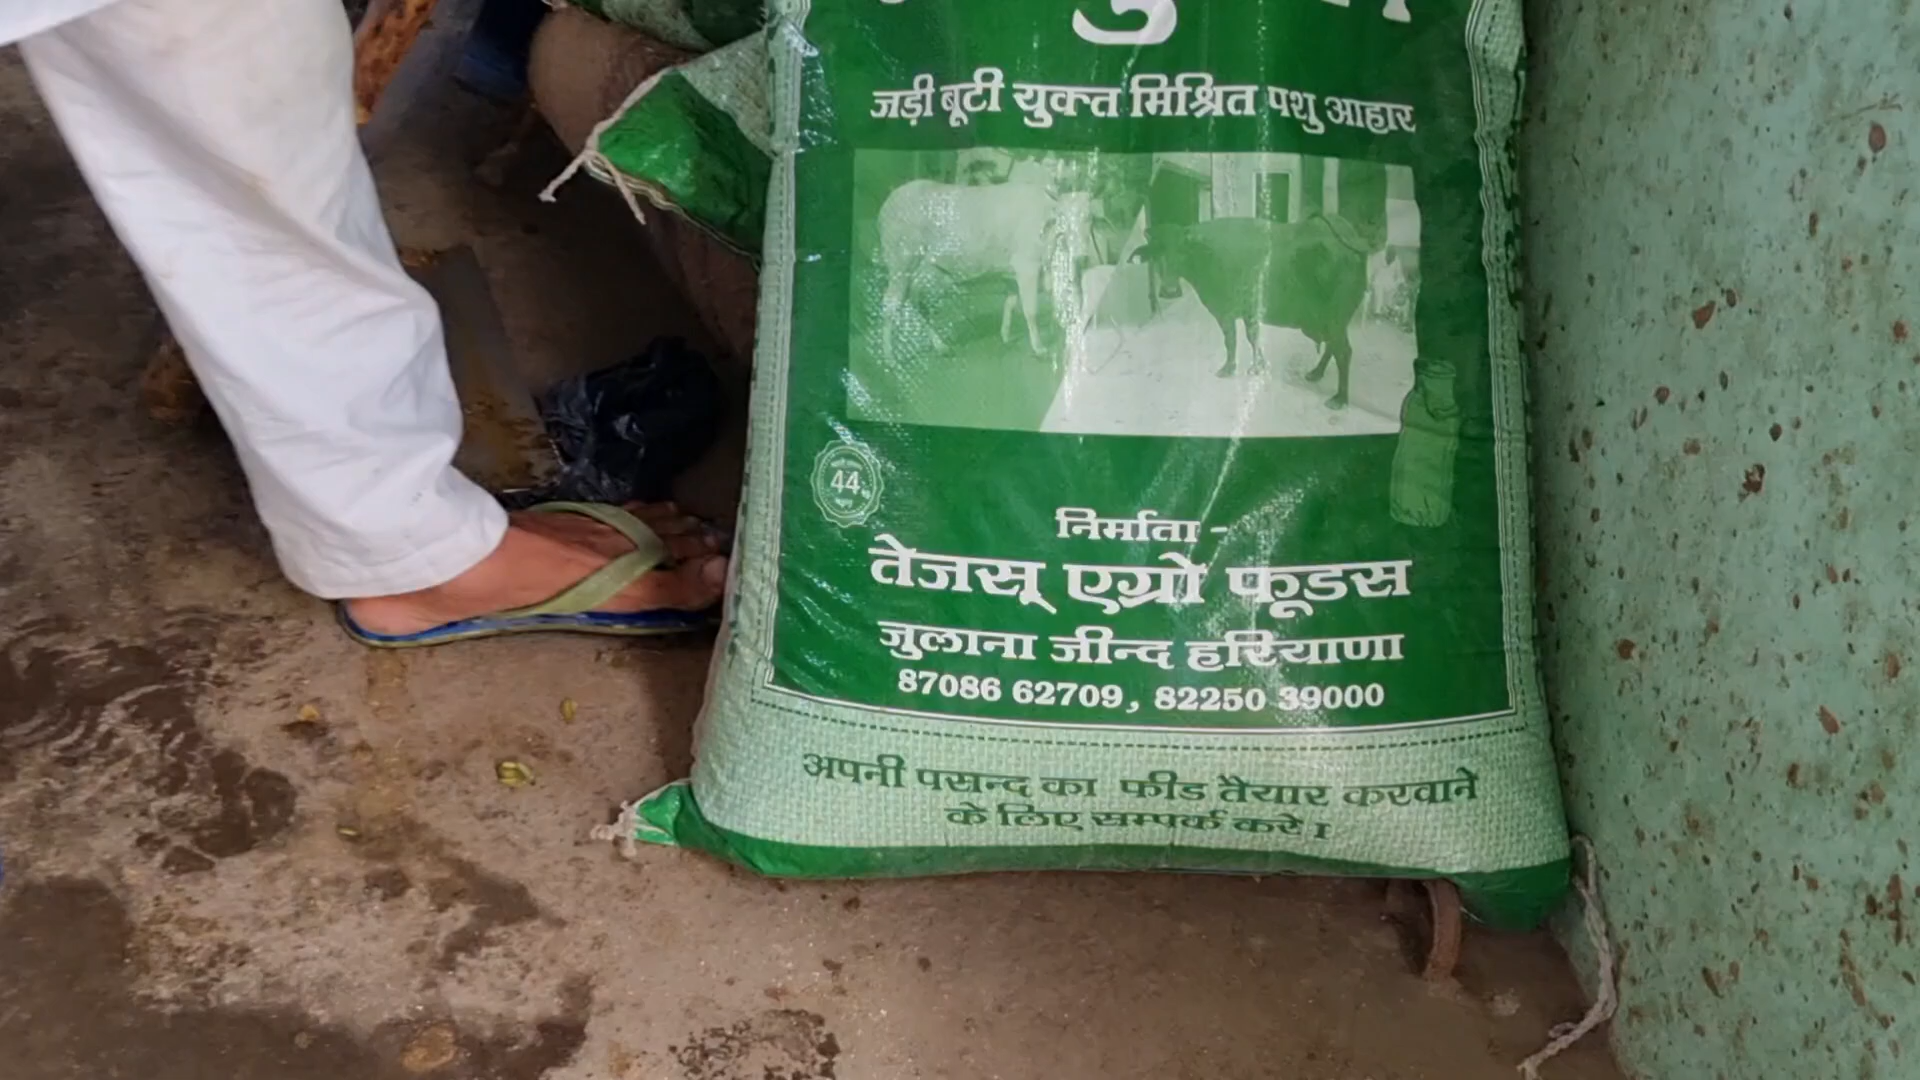 जड़ी बूटी युक्त मिश्रित पशु आहार
44
निर्माता -
तेजस् एग्रो फूडस
जुलाना जीन्द हरियाणा
87086 62709, 82250 39000
अपनी पसन्द का फीड तैयार करवाने
के लिए सम्पर्क करे ।